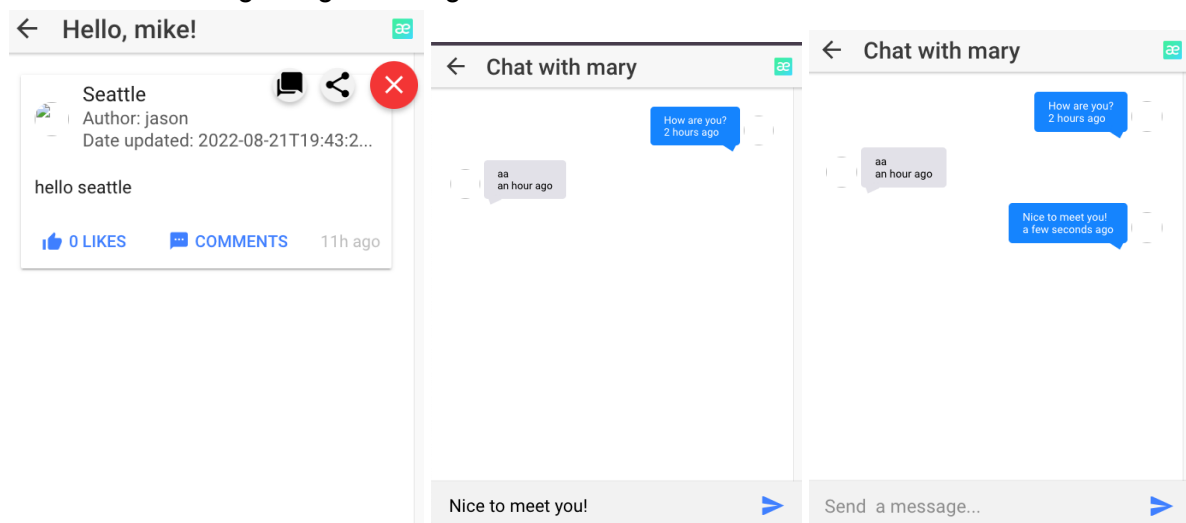 Hello, mike!
æ
Seattle
Author: jason
Date updated: 2022-08-21T19:43:2...
hello seattle
0 LIKES
COMMENTS
11h ago
Chat with mary
æ
How are you?
2 hours ago
aa
an hour ago
Nice to meet you!
Chat with mary
æ
How are you?
2 hours ago
aa
an hour ago
Nice to meet you!
a few seconds ago
Send a message...